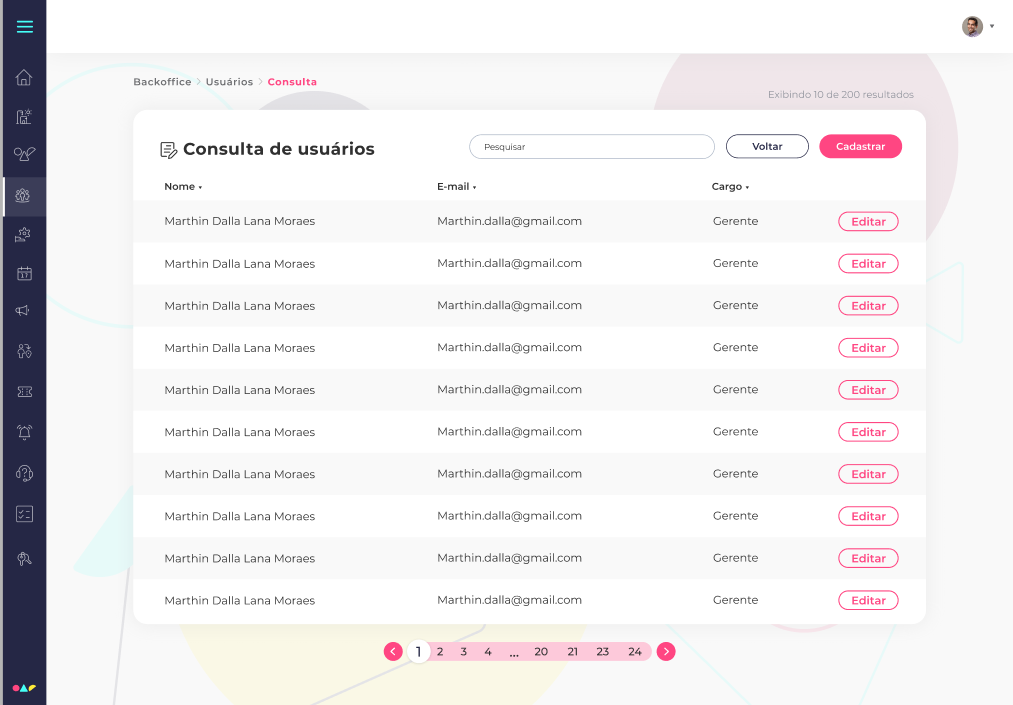 Backoffice > Usuários > Consulta
Exibindo 10 de 200 resultados
Consulta de usuários
Pesquisar
Voltar
Cadastrar
Nome E-mail Cargo
Marthin Dalla Lana Moraes Marthin.dalla@gmail.com Gerente Editar
Marthin Dalla Lana Moraes Marthin.dalla@gmail.com Gerente Editar
Marthin Dalla Lana Moraes Marthin.dalla@gmail.com Gerente Editar
Marthin Dalla Lana Moraes Marthin.dalla@gmail.com Gerente Editar
Marthin Dalla Lana Moraes Marthin.dalla@gmail.com Gerente Editar
Marthin Dalla Lana Moraes Marthin.dalla@gmail.com Gerente Editar
Marthin Dalla Lana Moraes Marthin.dalla@gmail.com Gerente Editar
Marthin Dalla Lana Moraes Marthin.dalla@gmail.com Gerente Editar
Marthin Dalla Lana Moraes Marthin.dalla@gmail.com Gerente Editar
Marthin Dalla Lana Moraes Marthin.dalla@gmail.com Gerente Editar
1 2 3 4 ... 20 21 23 24